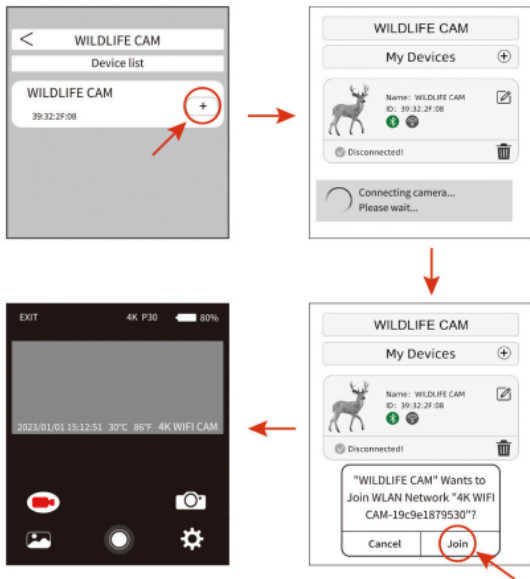 <
WILDLIFE CAM
Device list
WILDLIFE CAM
39:32:2F:08
+
WILDLIFE CAM
My Devices
Name: WILDLIFE CAM
ID: 39:32:2F:08
Disconnected!
Connecting camera...
Please wait...
WILDLIFE CAM
My Devices
Name: WILDLIFE CAM
ID: 39:32:2F:08
Disconnected!
"WILDLIFE CAM" Wants to
Join WLAN Network "4K WIFI
CAM-19c9e1879530"?
Cancel Join
EXIT 4K P30 80%
2023/01/01 15:12:51 30°C 86°F 4K WIFI CAM